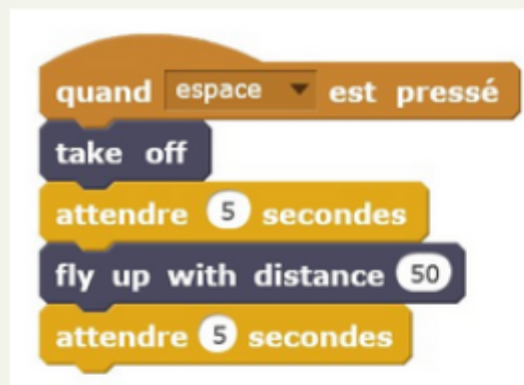 quand espace est pressé
take off
attendre 5 secondes
fly up with distance 50
attendre 5 secondes